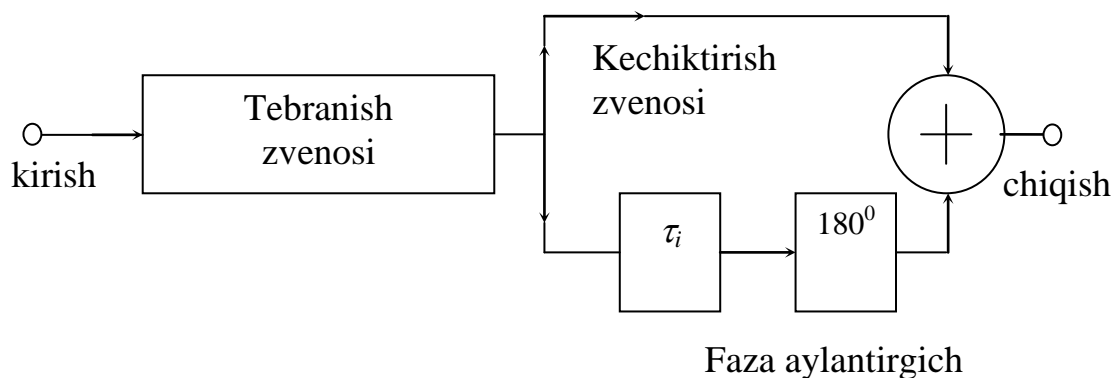 Kechiktirish
zvenosi
Tebranish
zvenosi
kirish
chiqish
τi
180⁰
Faza aylantirgich